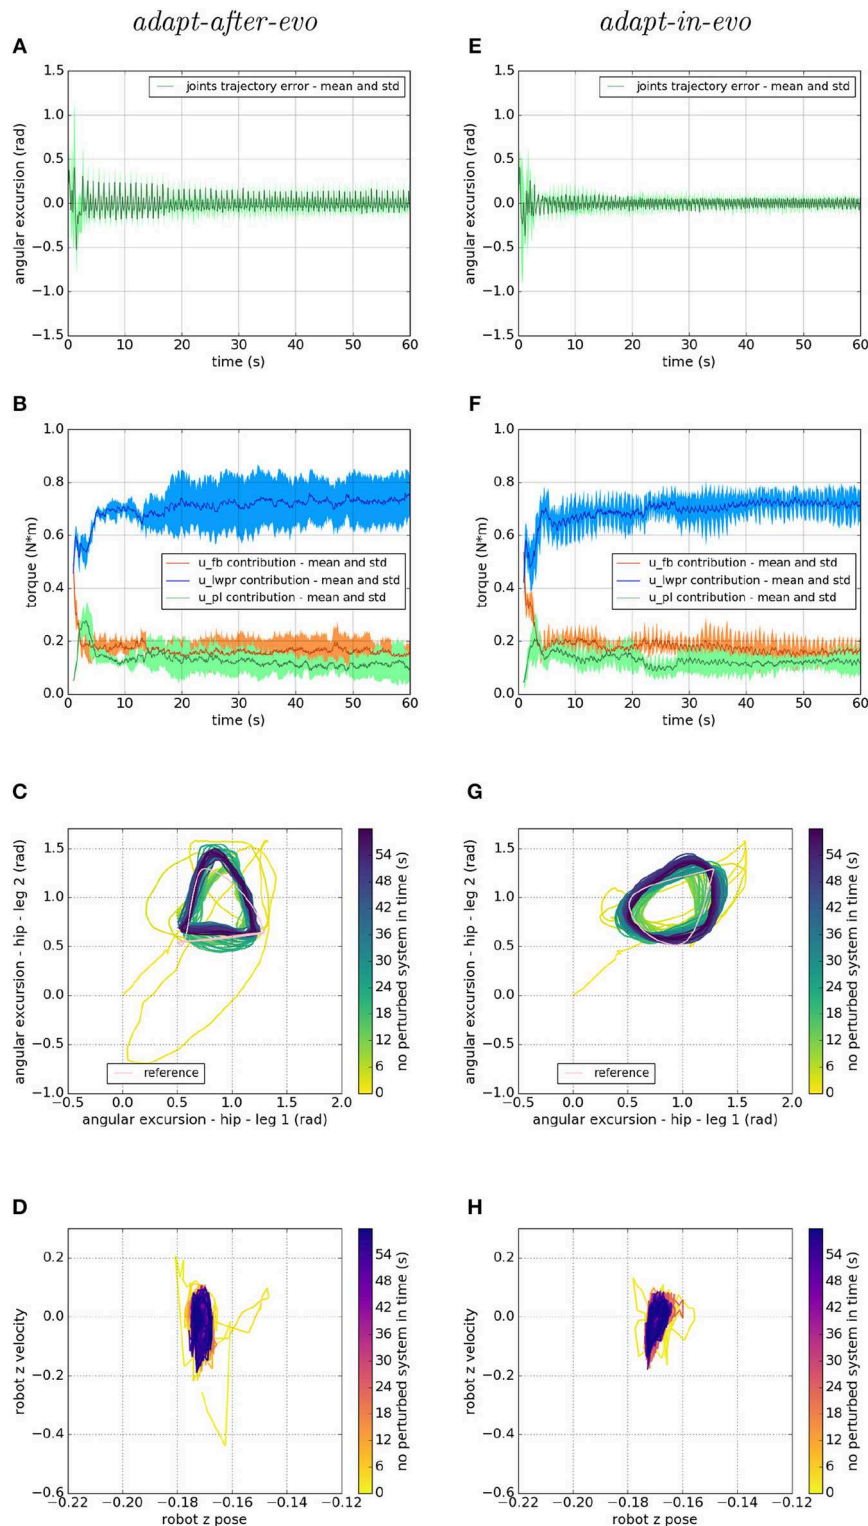 adapt-after-evo
adapt-in-evo
A
E
1.5
1.0
0.5
0.0
−0.5
−1.0
−1.5
angular excursion (rad)
joints trajectory error - mean and std
0 10 20 30 40 50 60
time (s)
1.5
1.0
0.5
0.0
−0.5
−1.0
−1.5
angular excursion (rad)
joints trajectory error - mean and std
0 10 20 30 40 50 60
time (s)
B
F
1.0
0.8
0.6
0.4
0.2
0.0
torque (N*m)
u_fb contribution - mean and std
u_lwpr contribution - mean and std
u_pl contribution - mean and std
0 10 20 30 40 50 60
time (s)
1.0
0.8
0.6
0.4
0.2
0.0
torque (N*m)
u_fb contribution - mean and std
u_lwpr contribution - mean and std
u_pl contribution - mean and std
0 10 20 30 40 50 60
time (s)
C
G
1.5
1.0
0.5
0.0
−0.5
−1.0
angular excursion - hip - leg 2 (rad)
reference
−0.5 0.0 0.5 1.0 1.5 2.0
angular excursion - hip - leg 1 (rad)
54
48
42
36
30
24
18
12
6
0
no perturbed system in time (s)
1.5
1.0
0.5
0.0
−0.5
−1.0
angular excursion - hip - leg 2 (rad)
reference
−0.5 0.0 0.5 1.0 1.5 2.0
angular excursion - hip - leg 1 (rad)
54
48
42
36
30
24
18
12
6
0
no perturbed system in time (s)
D
H
0.2
0.0
−0.2
−0.4
−0.6
robot z velocity
−0.22 −0.20 −0.18 −0.16 −0.14 −0.12
robot z pose
54
48
42
36
30
24
18
12
6
0
no perturbed system in time (s)
0.2
0.0
−0.2
−0.4
−0.6
robot z velocity
−0.22 −0.20 −0.18 −0.16 −0.14 −0.12
robot z pose
54
48
42
36
30
24
18
12
6
0
no perturbed system in time (s)